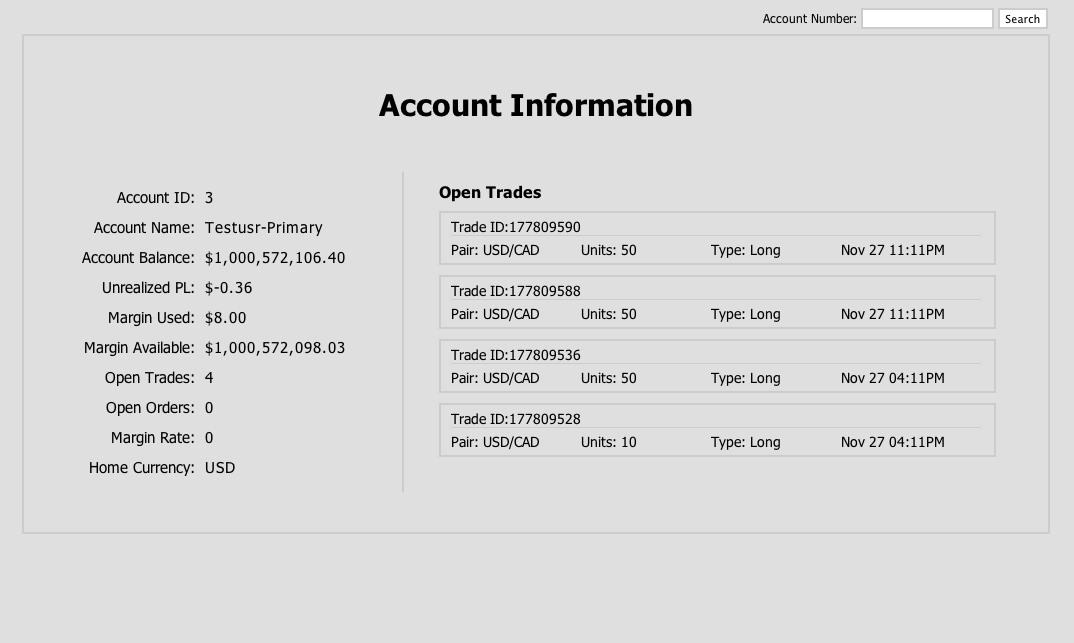 Account Number: Search
Account Information
Account ID: 3
Account Name: Testusr-Primary
Account Balance: $1,000,572,106.40
Unrealized PL: $-0.36
Margin Used: $8.00
Margin Available: $1,000,572,098.03
Open Trades: 4
Open Orders: 0
Margin Rate: 0
Home Currency: USD
Open Trades
Trade ID:177809590
Pair: USD/CAD Units: 50 Type: Long Nov 27 11:11PM
Trade ID:177809588
Pair: USD/CAD Units: 50 Type: Long Nov 27 11:11PM
Trade ID:177809536
Pair: USD/CAD Units: 50 Type: Long Nov 27 04:11PM
Trade ID:177809528
Pair: USD/CAD Units: 10 Type: Long Nov 27 04:11PM